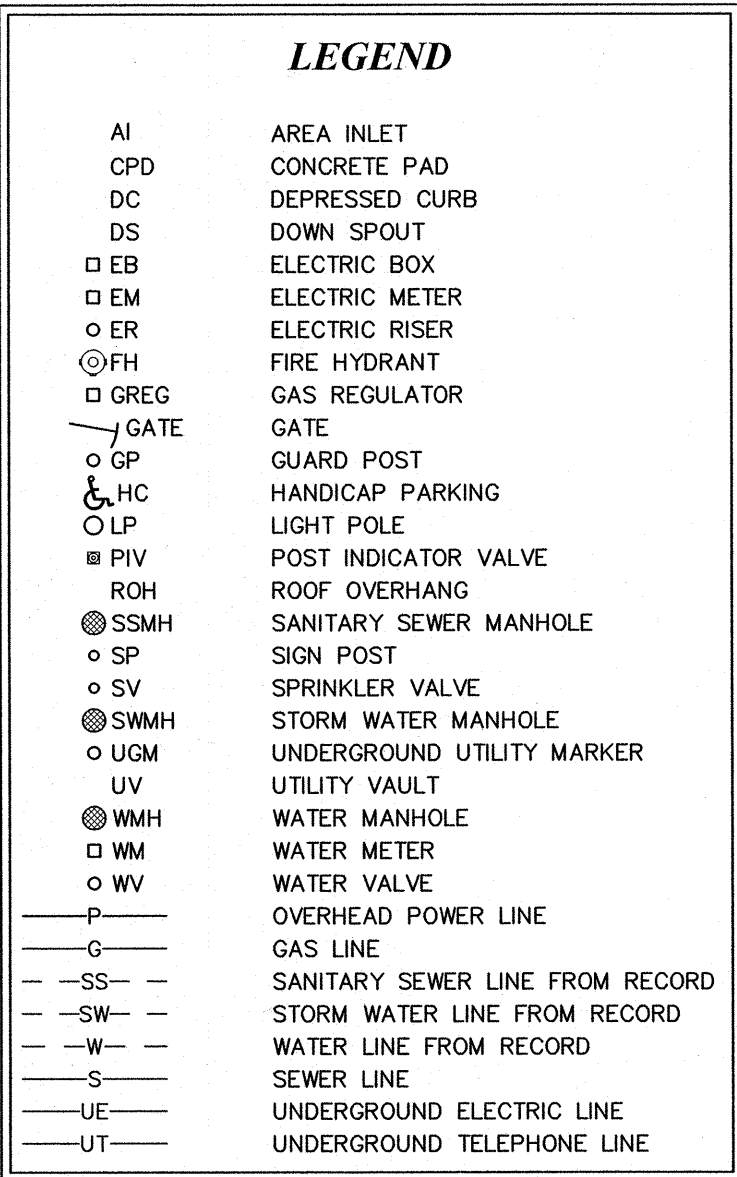 LEGEND
AI AREA INLET
CPD CONCRETE PAD
DC DEPRESSED CURB
DS DOWN SPOUT
EB ELECTRIC BOX
EM ELECTRIC METER
ER ELECTRIC RISER
FH FIRE HYDRANT
GREG GAS REGULATOR
GATE GATE
GP GUARD POST
HC HANDICAP PARKING
LP LIGHT POLE
PIV POST INDICATOR VALVE
ROH ROOF OVERHANG
SSMH SANITARY SEWER MANHOLE
SP SIGN POST
SV SPRINKLER VALVE
SWMH STORM WATER MANHOLE
UGM UNDERGROUND UTILITY MARKER
UV UTILITY VAULT
WMH WATER MANHOLE
WM WATER METER
WV WATER VALVE
P OVERHEAD POWER LINE
G GAS LINE
SS SANITARY SEWER LINE FROM RECORD
SW STORM WATER LINE FROM RECORD
W WATER LINE FROM RECORD
S SEWER LINE
UE UNDERGROUND ELECTRIC LINE
UT UNDERGROUND TELEPHONE LINE